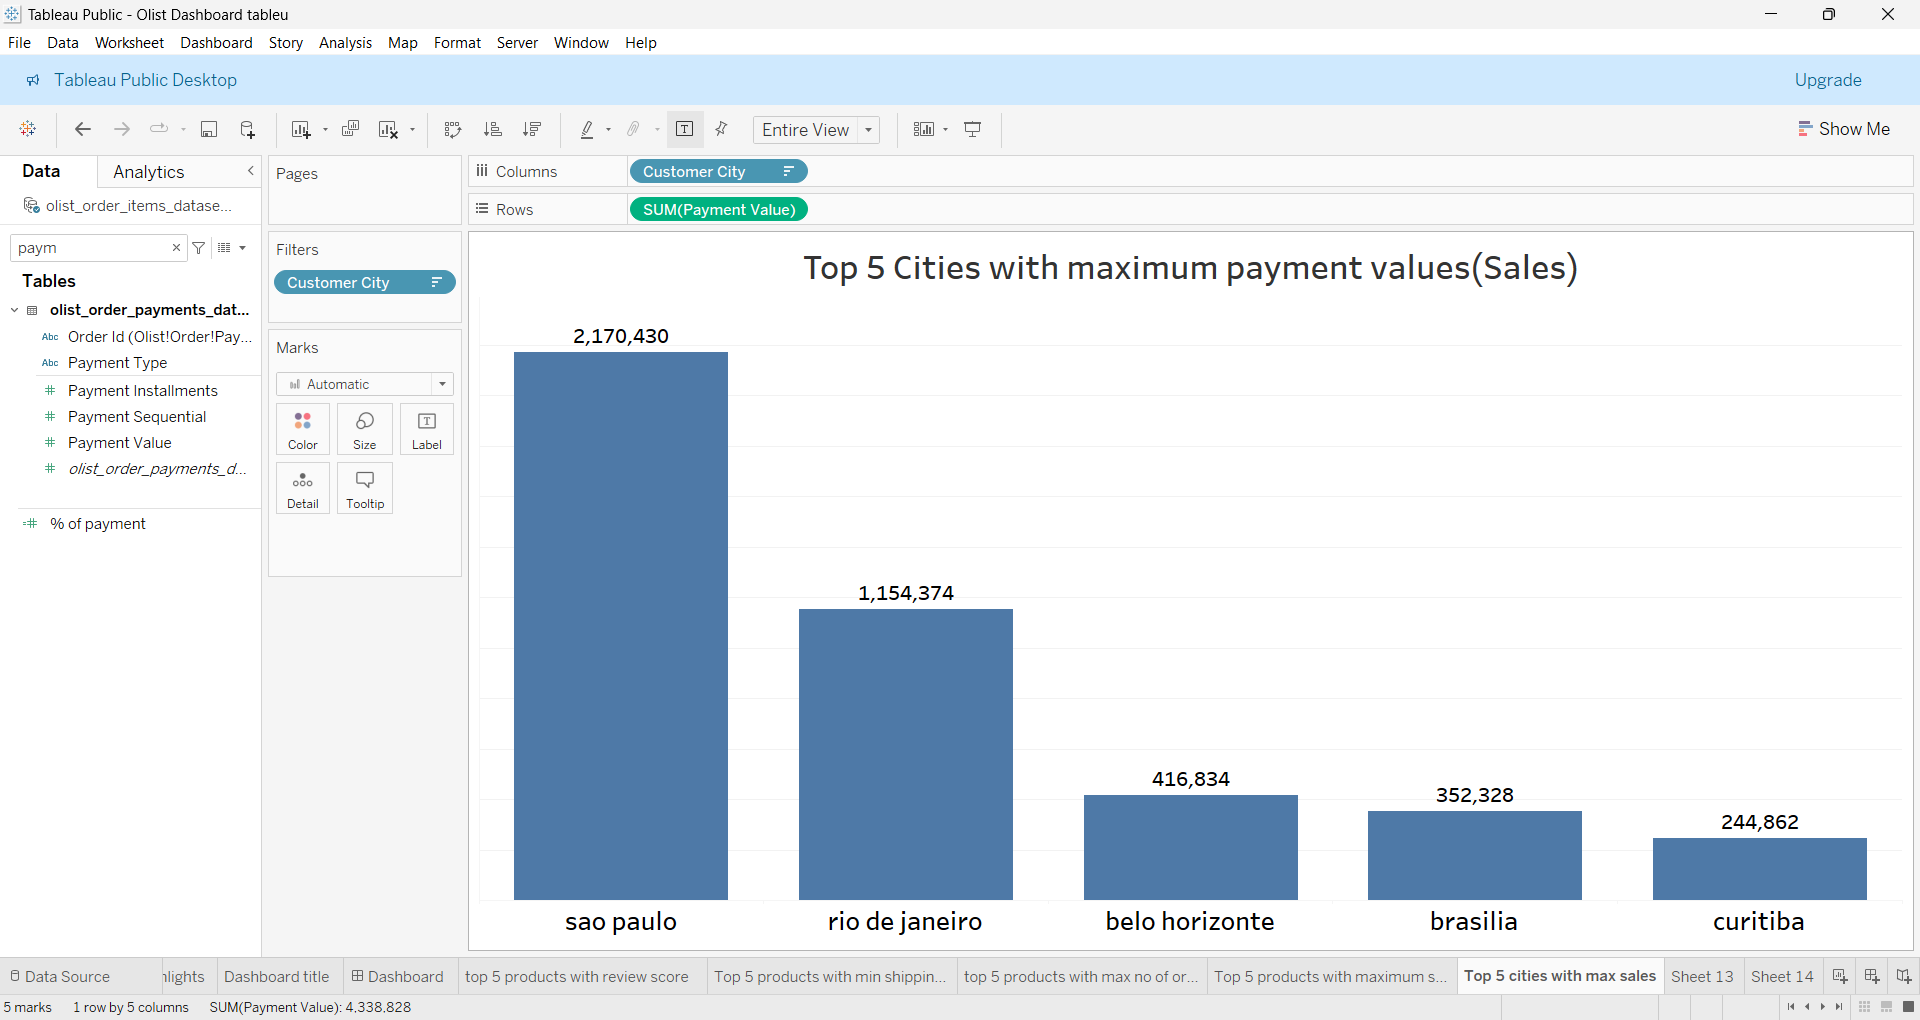 Tableau Public - Olist Dashboard tableu
File Data Worksheet Dashboard Story Analysis Map Format Server Window Help
Tableau Public Desktop
Upgrade
Entire View
Show Me
Data
Analytics
olist_order_items_datase...
paym
Tables
olist_order_payments_dat...
Abc Order Id (Olist!Order!Pay...
Abc Payment Type
Payment Installments
Payment Sequential
Payment Value
olist_order_payments_d...
% of payment
Pages
Filters
Customer City
Marks
Automatic
Color Size Label
Detail Tooltip
Columns Customer City
Rows SUM(Payment Value)
Top 5 Cities with maximum payment values(Sales)
2,170,430
1,154,374
416,834
352,328
244,862
sao paulo
rio de janeiro
belo horizonte
brasilia
curitiba
Data Source
Dashboard title
Dashboard
top 5 products with review score
Top 5 products with min shippin...
top 5 products with max no of or...
Top 5 products with maximum s...
Top 5 cities with max sales
Sheet 13
Sheet 14
5 marks 1 row by 5 columns SUM(Payment Value): 4,338,828